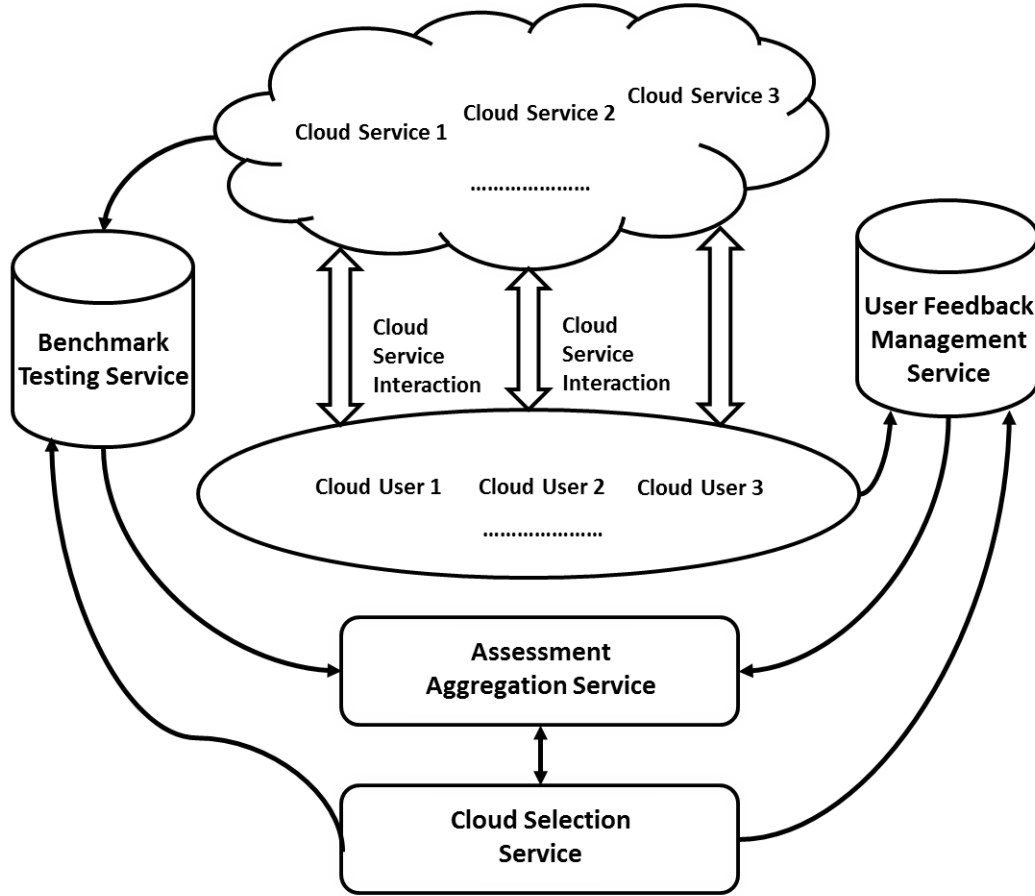 Cloud Service 1
Cloud Service 2
Cloud Service 3
.....................
Benchmark
Testing Service
Cloud
Service
Interaction
Cloud
Service
Interaction
User Feedback
Management
Service
Cloud User 1
Cloud User 2
Cloud User 3
.....................
Assessment
Aggregation Service
Cloud Selection
Service